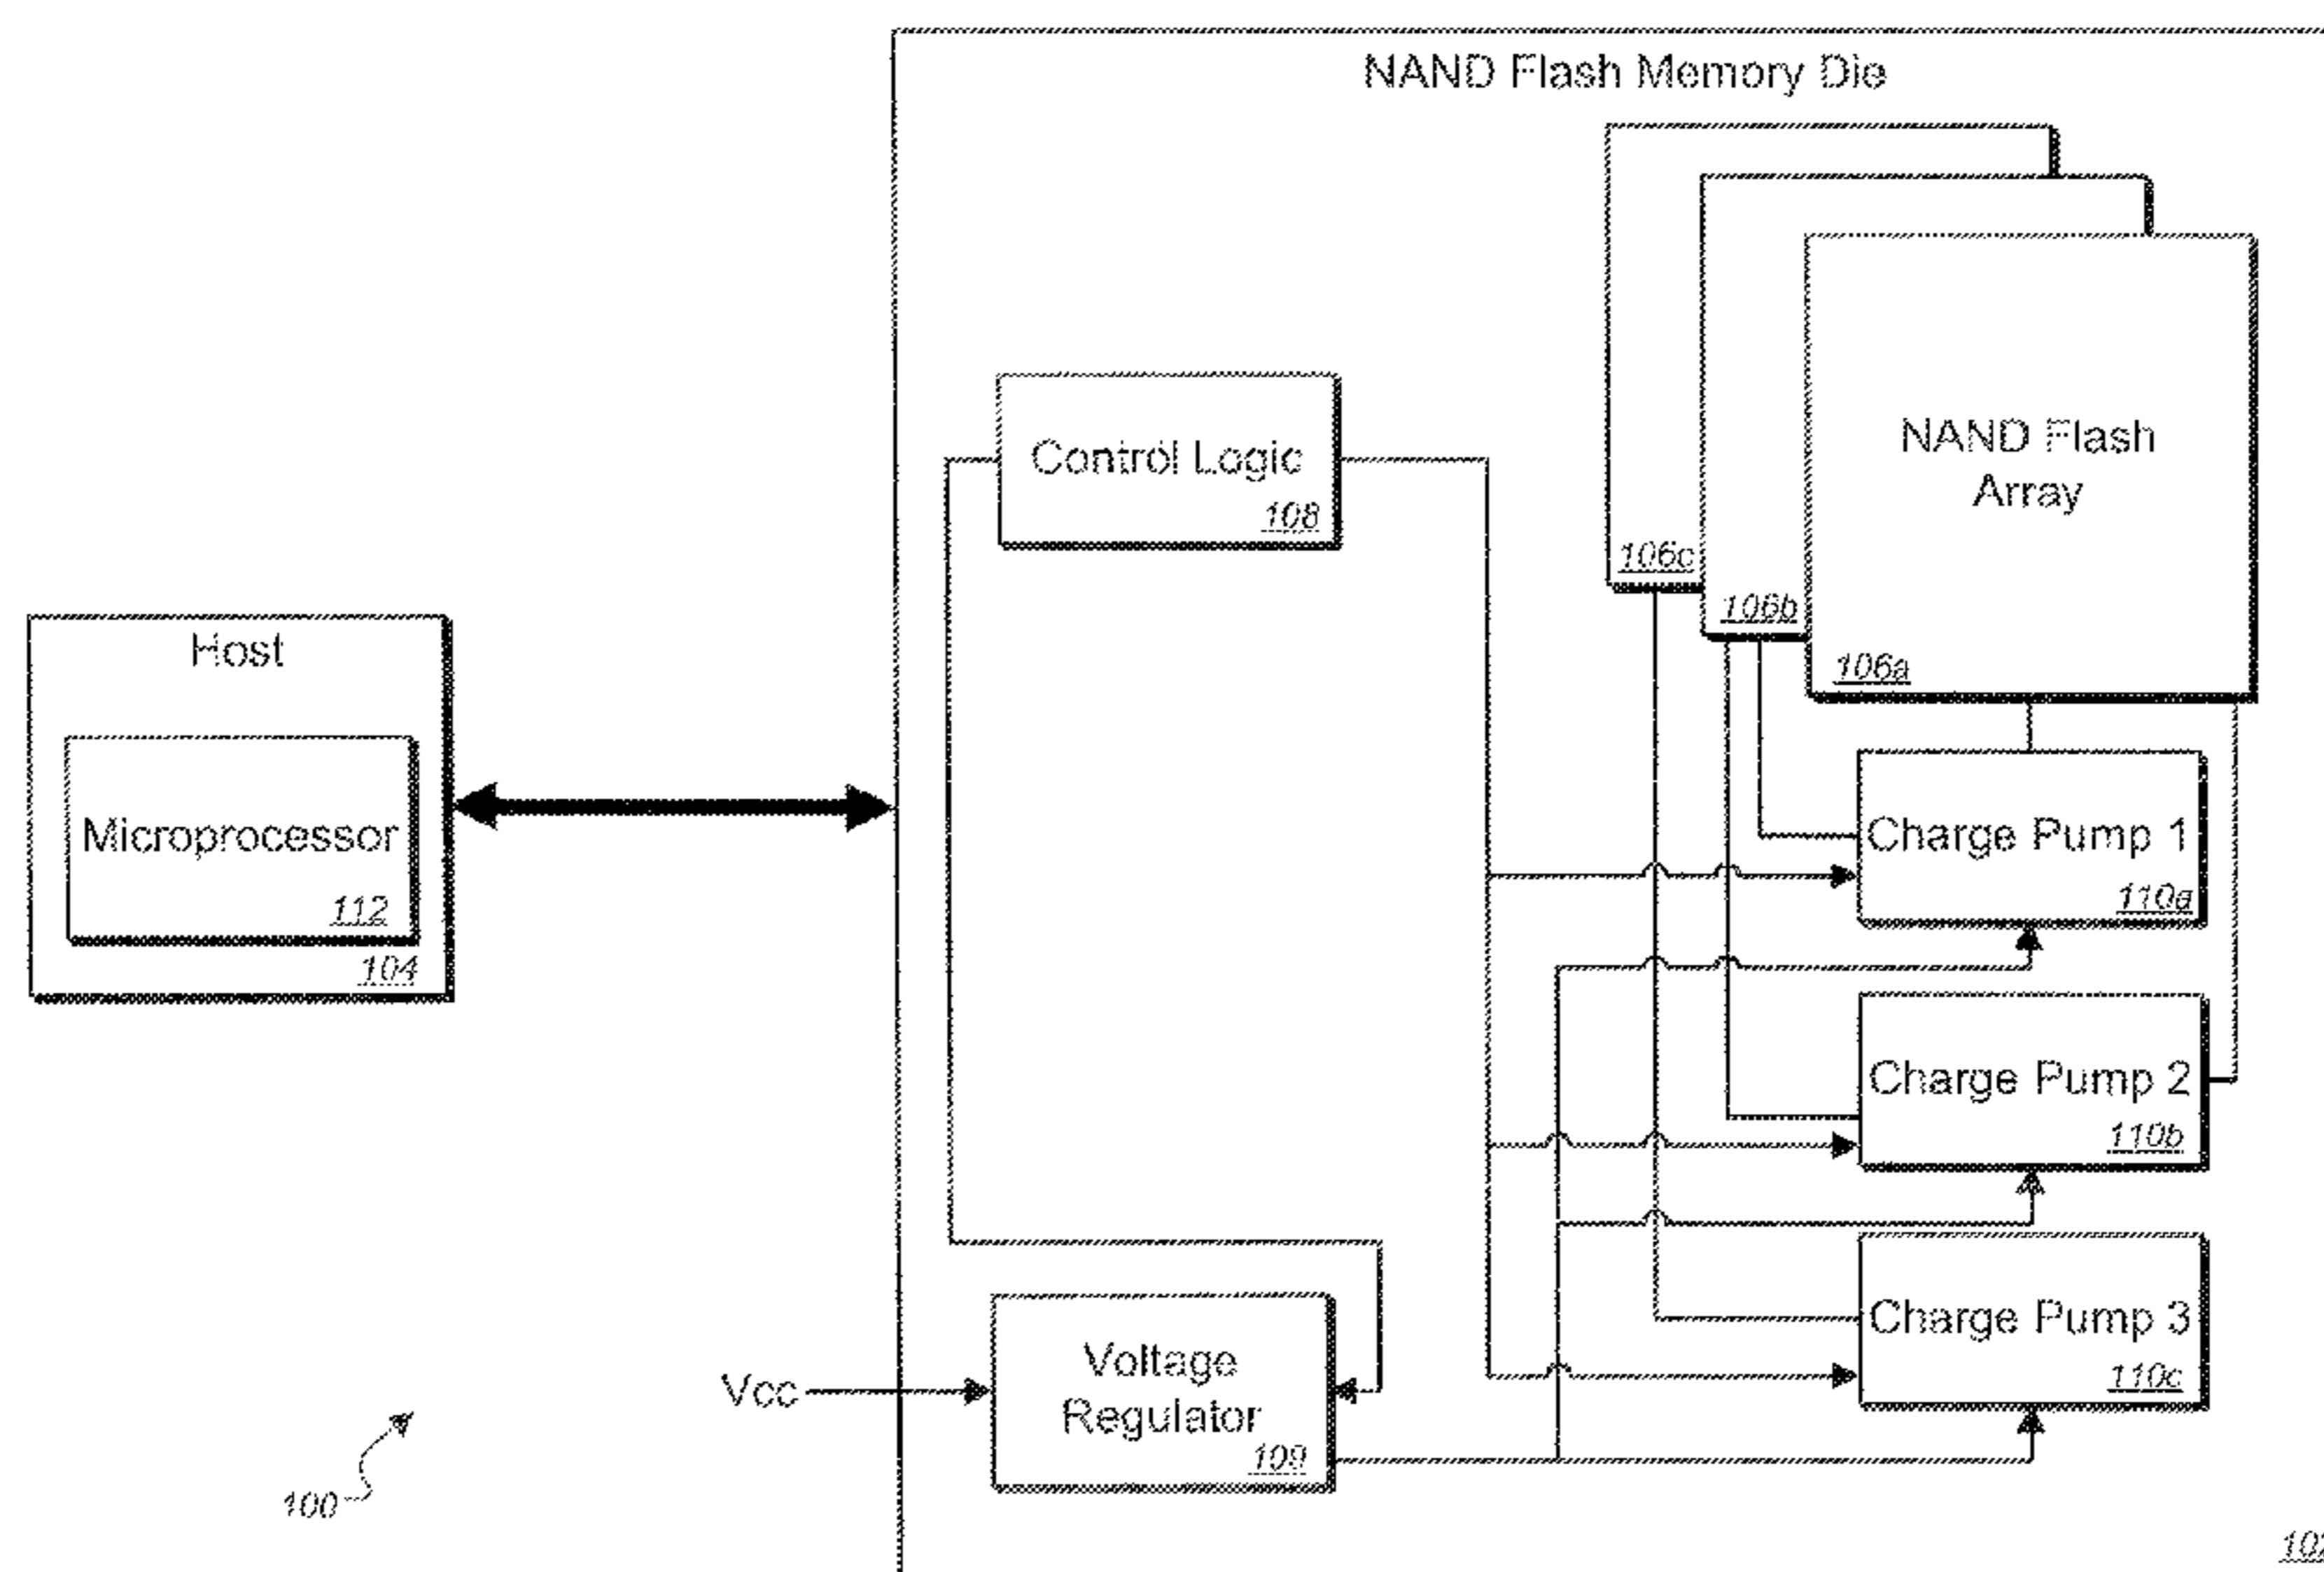 NAND Flash Memory Die
NAND Flash
Array
Control Logic
108
106c
106b
106a
Host
Microprocessor
112
104
Charge Pump 1
110a
Charge Pump 2
110b
Charge Pump 3
110c
Vcc
Voltage
Regulator
109
100